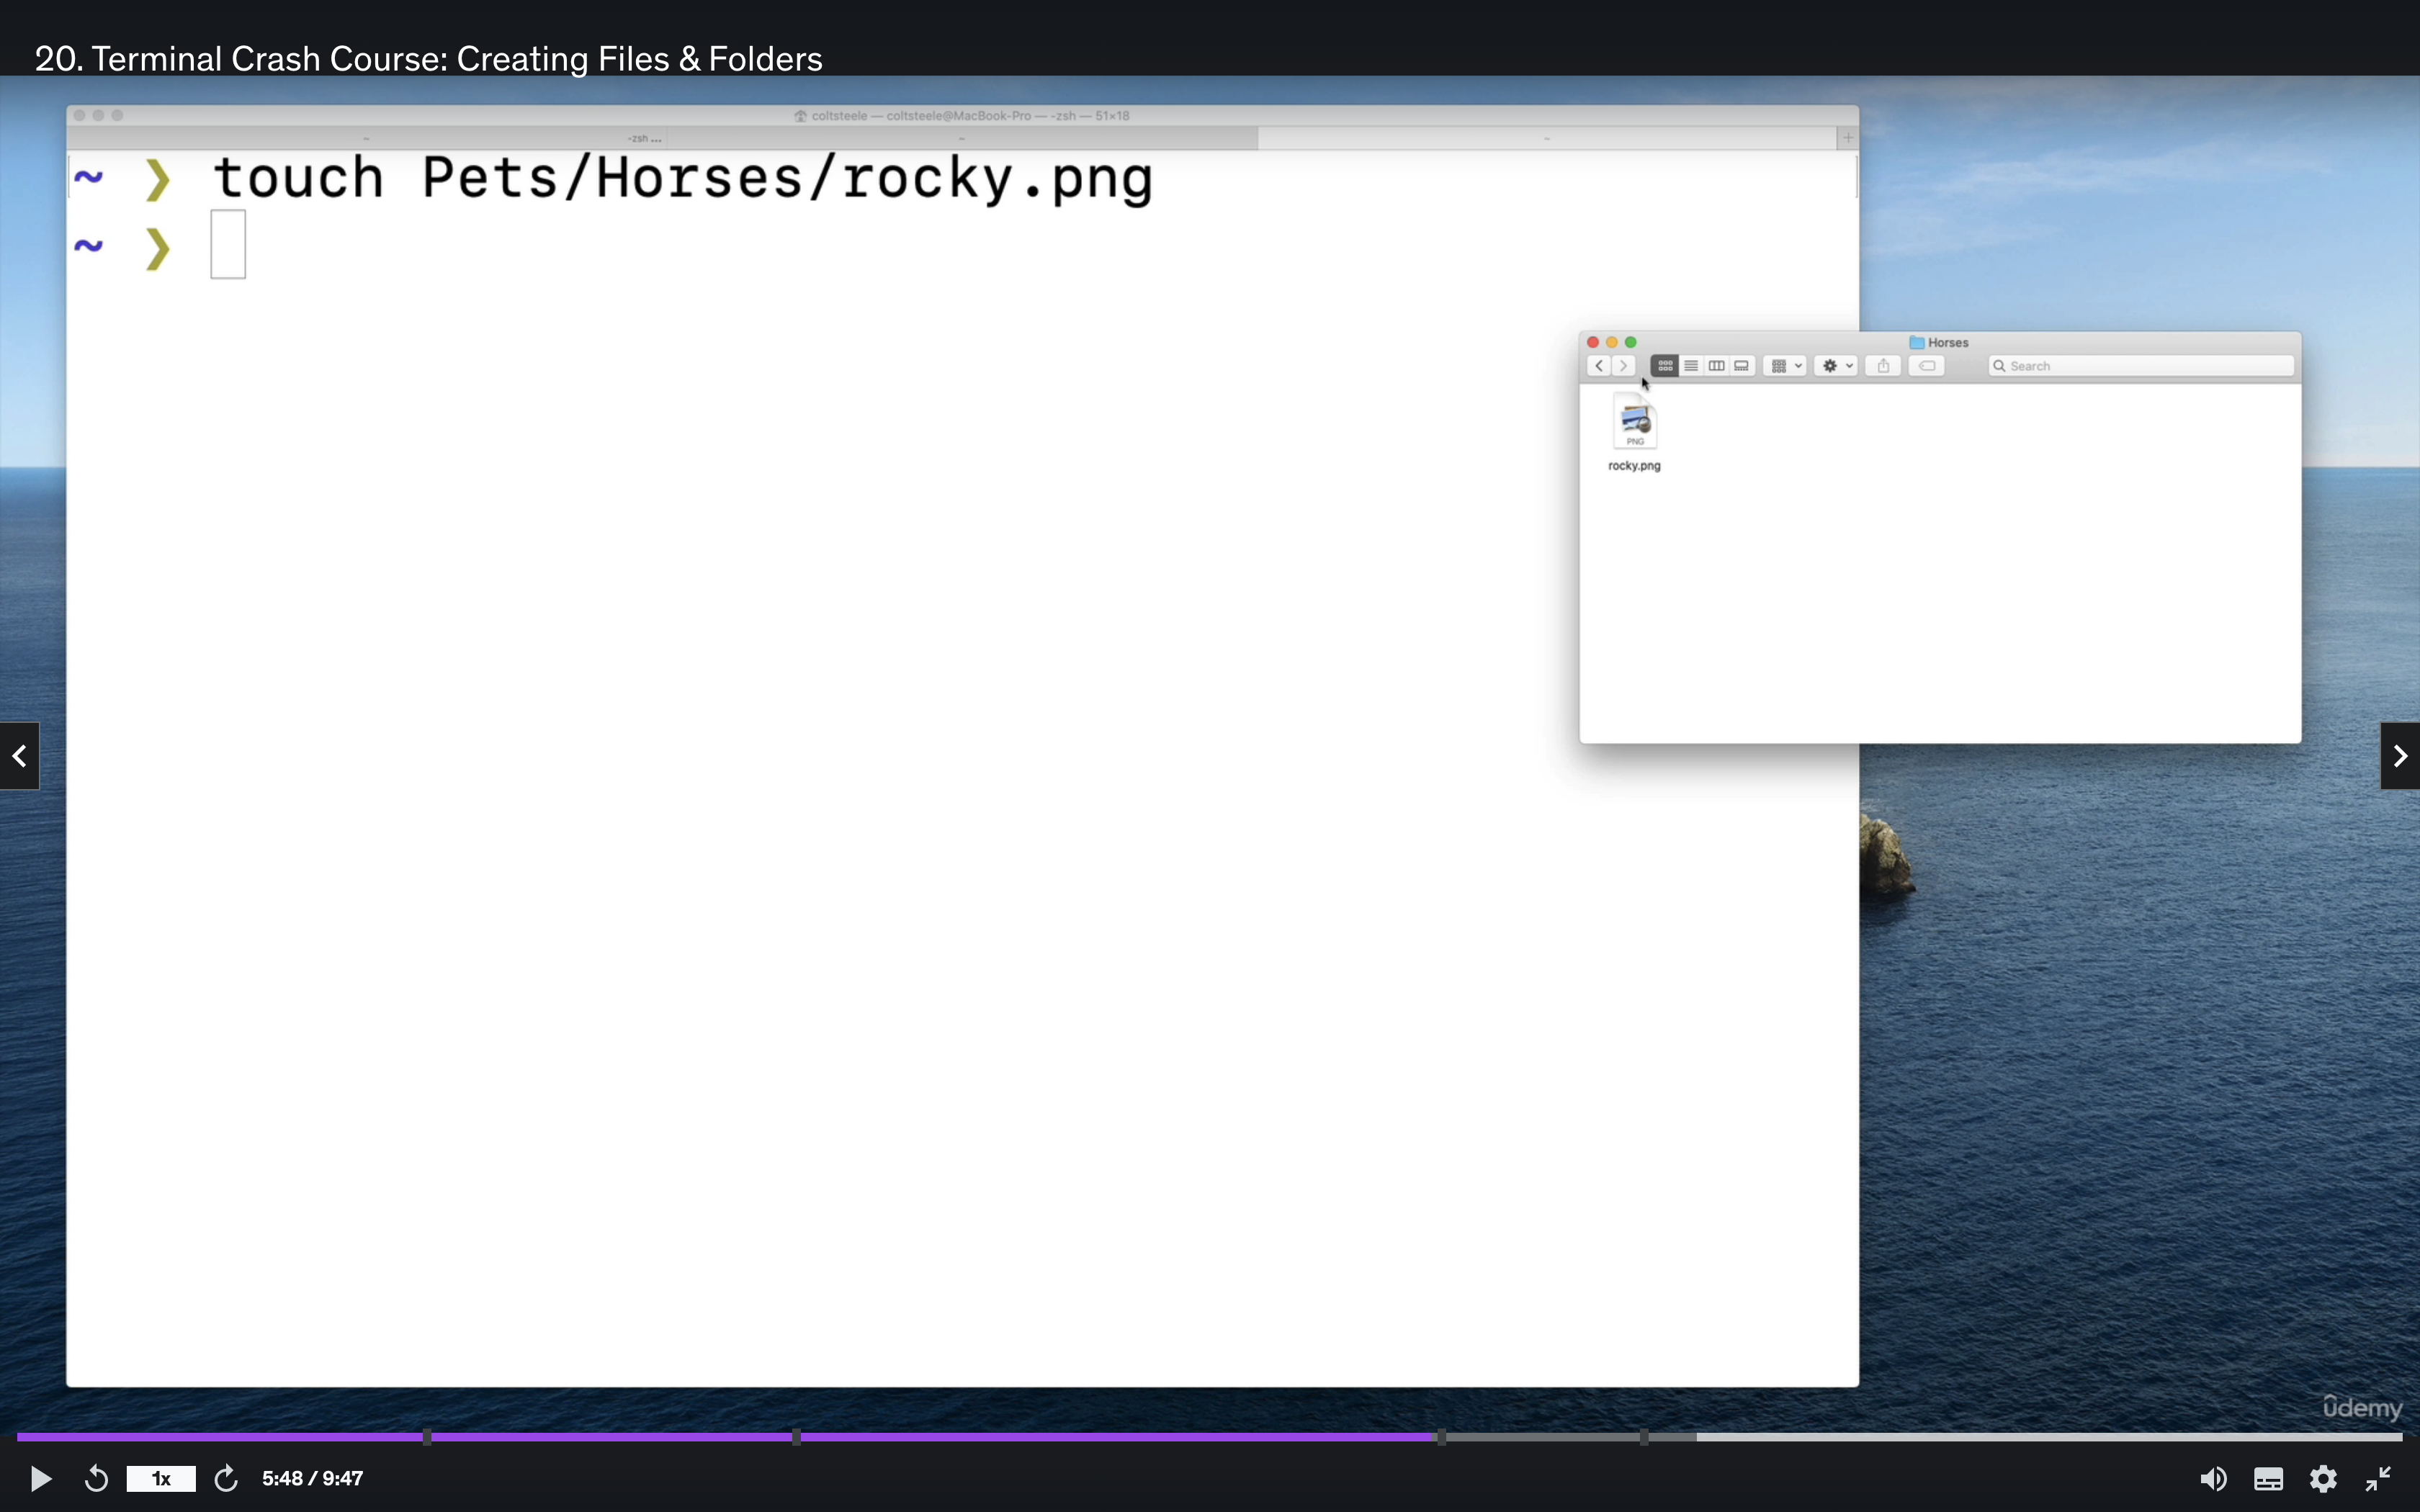 20. Terminal Crash Course: Creating Files & Folders
coltsteele — coltsteele@MacBook-Pro — -zsh — 51×18
~ -zsh ... ~ ~ +
~ ❯ touch Pets/Horses/rocky.png
~ ❯
Horses
Search
PNG
rocky.png
ûdemy
1x 5:48 / 9:47